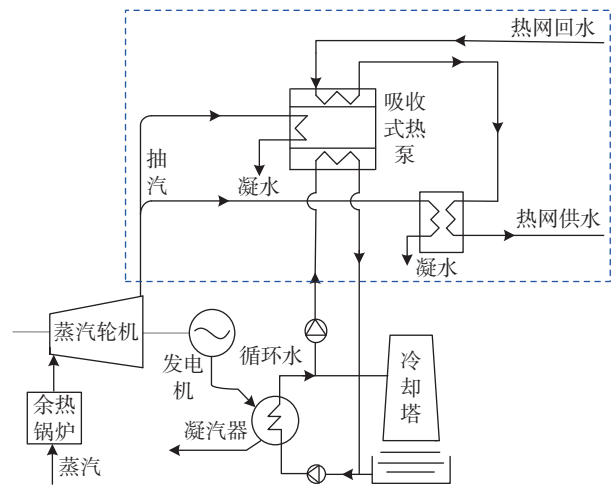 热网回水
吸收
式热
泵
抽
汽
凝水
热网供水
凝水
蒸汽轮机
发电
机
循环水
冷
却
塔
余热
锅炉
凝汽器
蒸汽